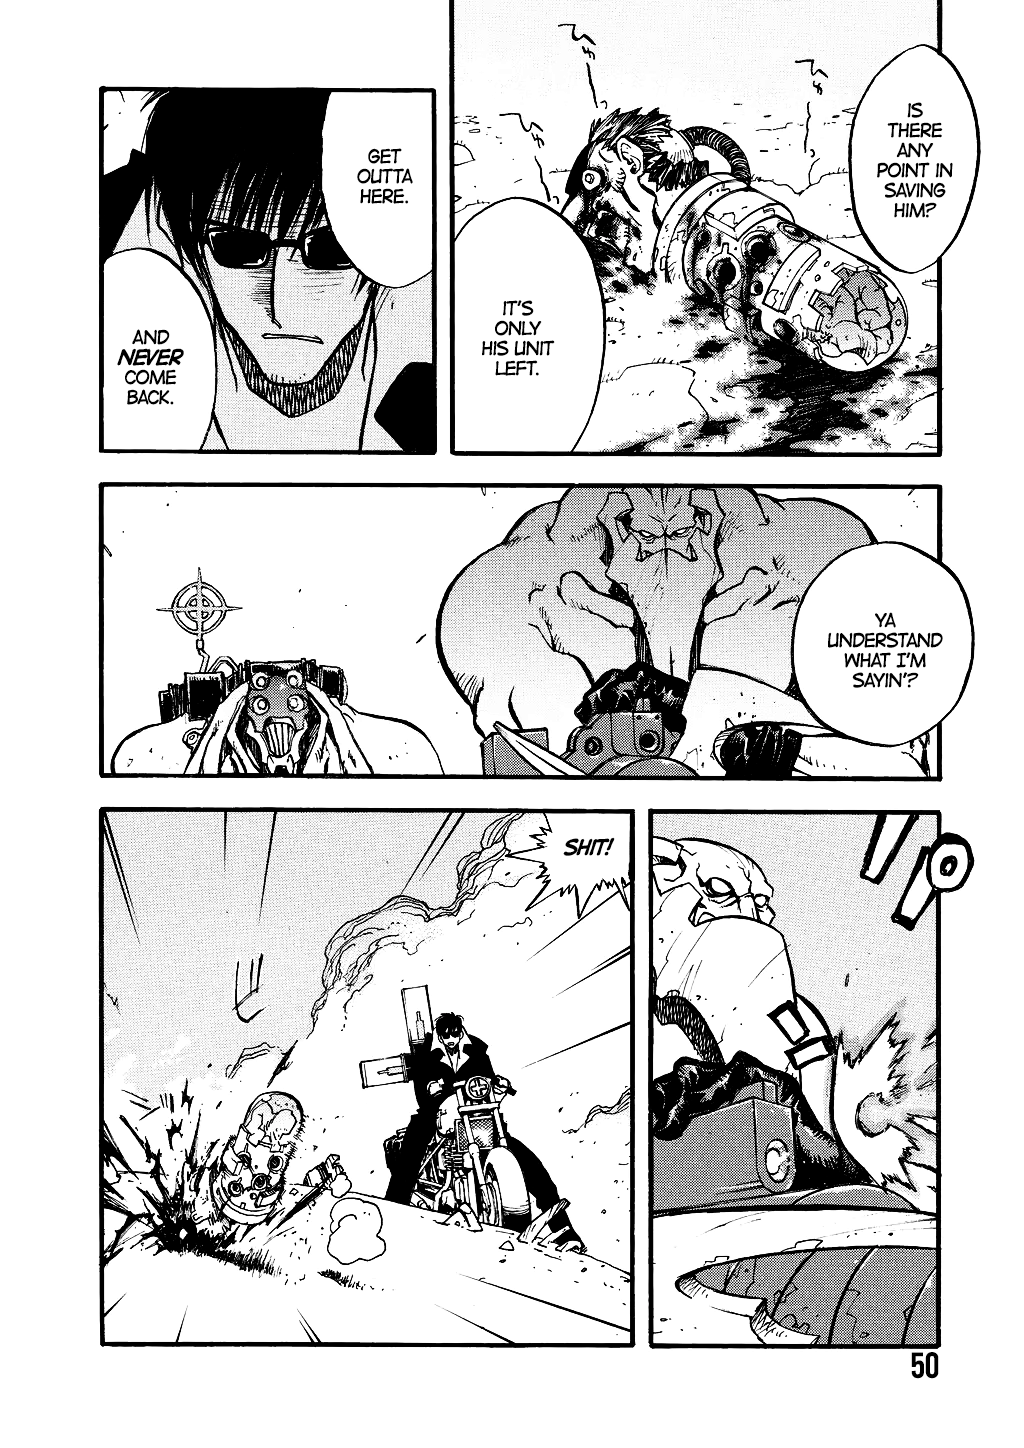 IS
THERE
ANY
POINT IN
SAVING
HIM?
IT'S
ONLY
HIS UNIT
LEFT.
GET
OUTTA
HERE.
AND
NEVER
COME
BACK.
YA
UNDERSTAND
WHAT I'M
SAYIN'?
SHIT!
50